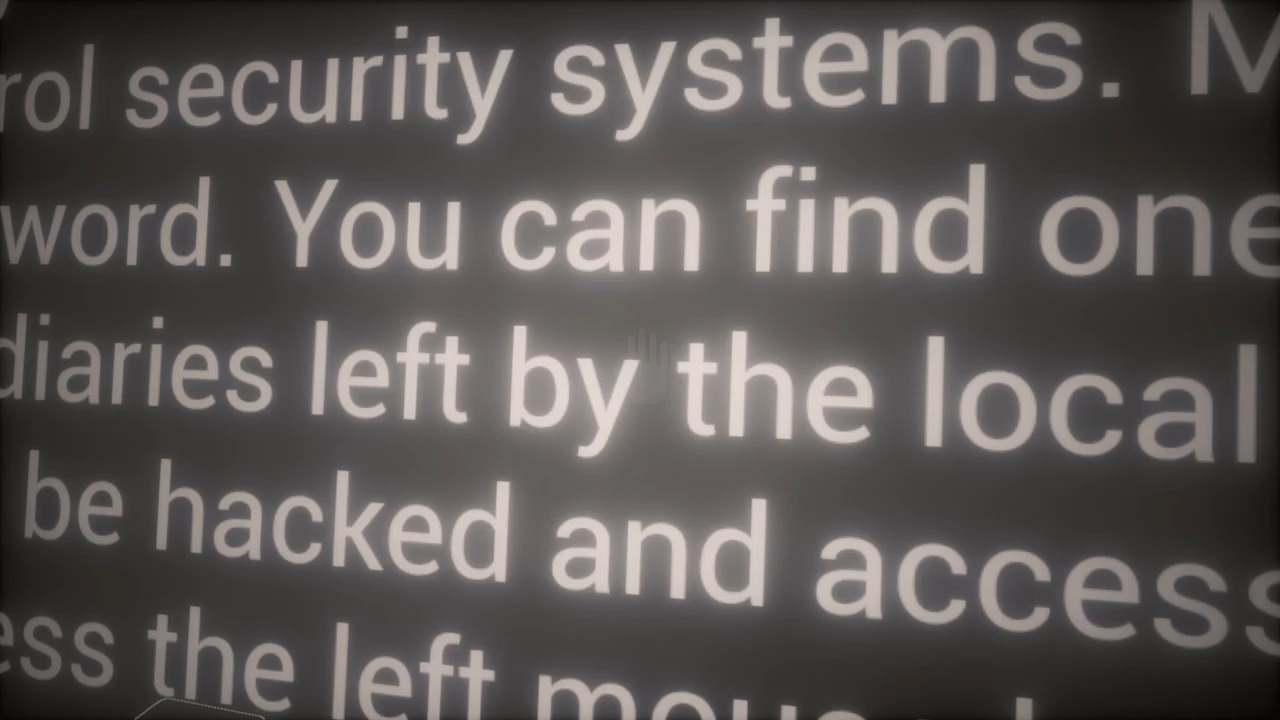 rol security systems. M
word. You can find one
diaries left by the local
be hacked and access
ess the left mou